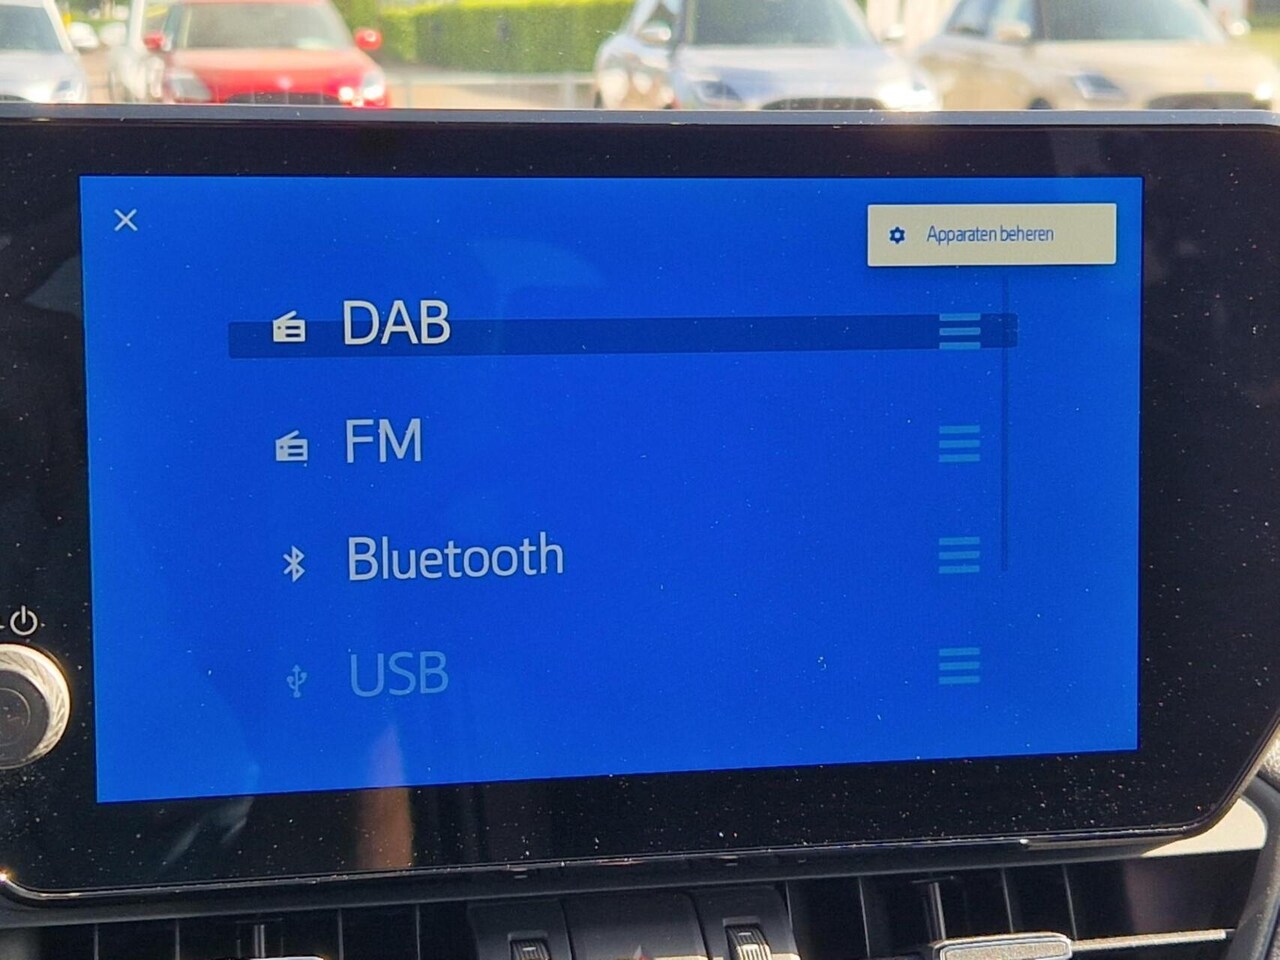 Apparaten beheren
DAB
FM
Bluetooth
USB